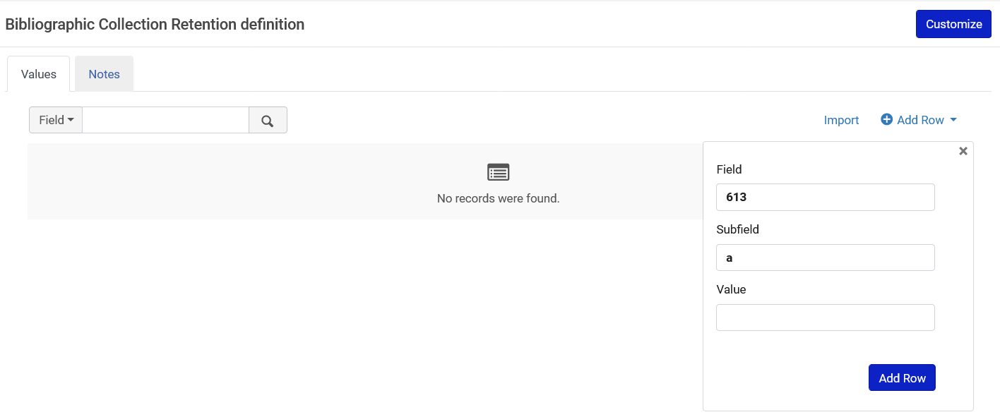 Bibliographic Collection Retention definition
Customize
Values
Notes
Field
Import
Add Row
No records were found.
Field
613
Subfield
a
Value
Add Row